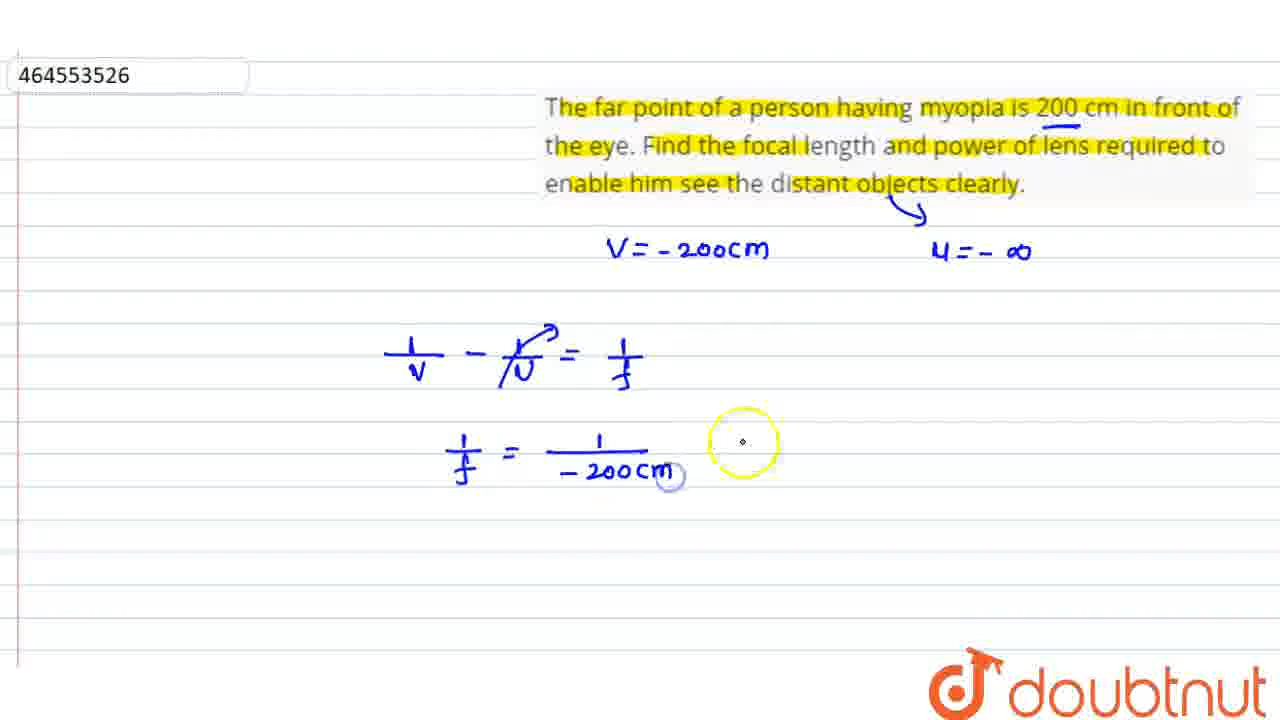 464553526
The far point of a person having myopia is 200 cm in front of
the eye. Find the focal length and power of lens required to
enable him see the distant objects clearly.
V = - 200cm u = - ∞
1/v - 1/u = 1/f
1/f = 1/-200cm
doubtnut